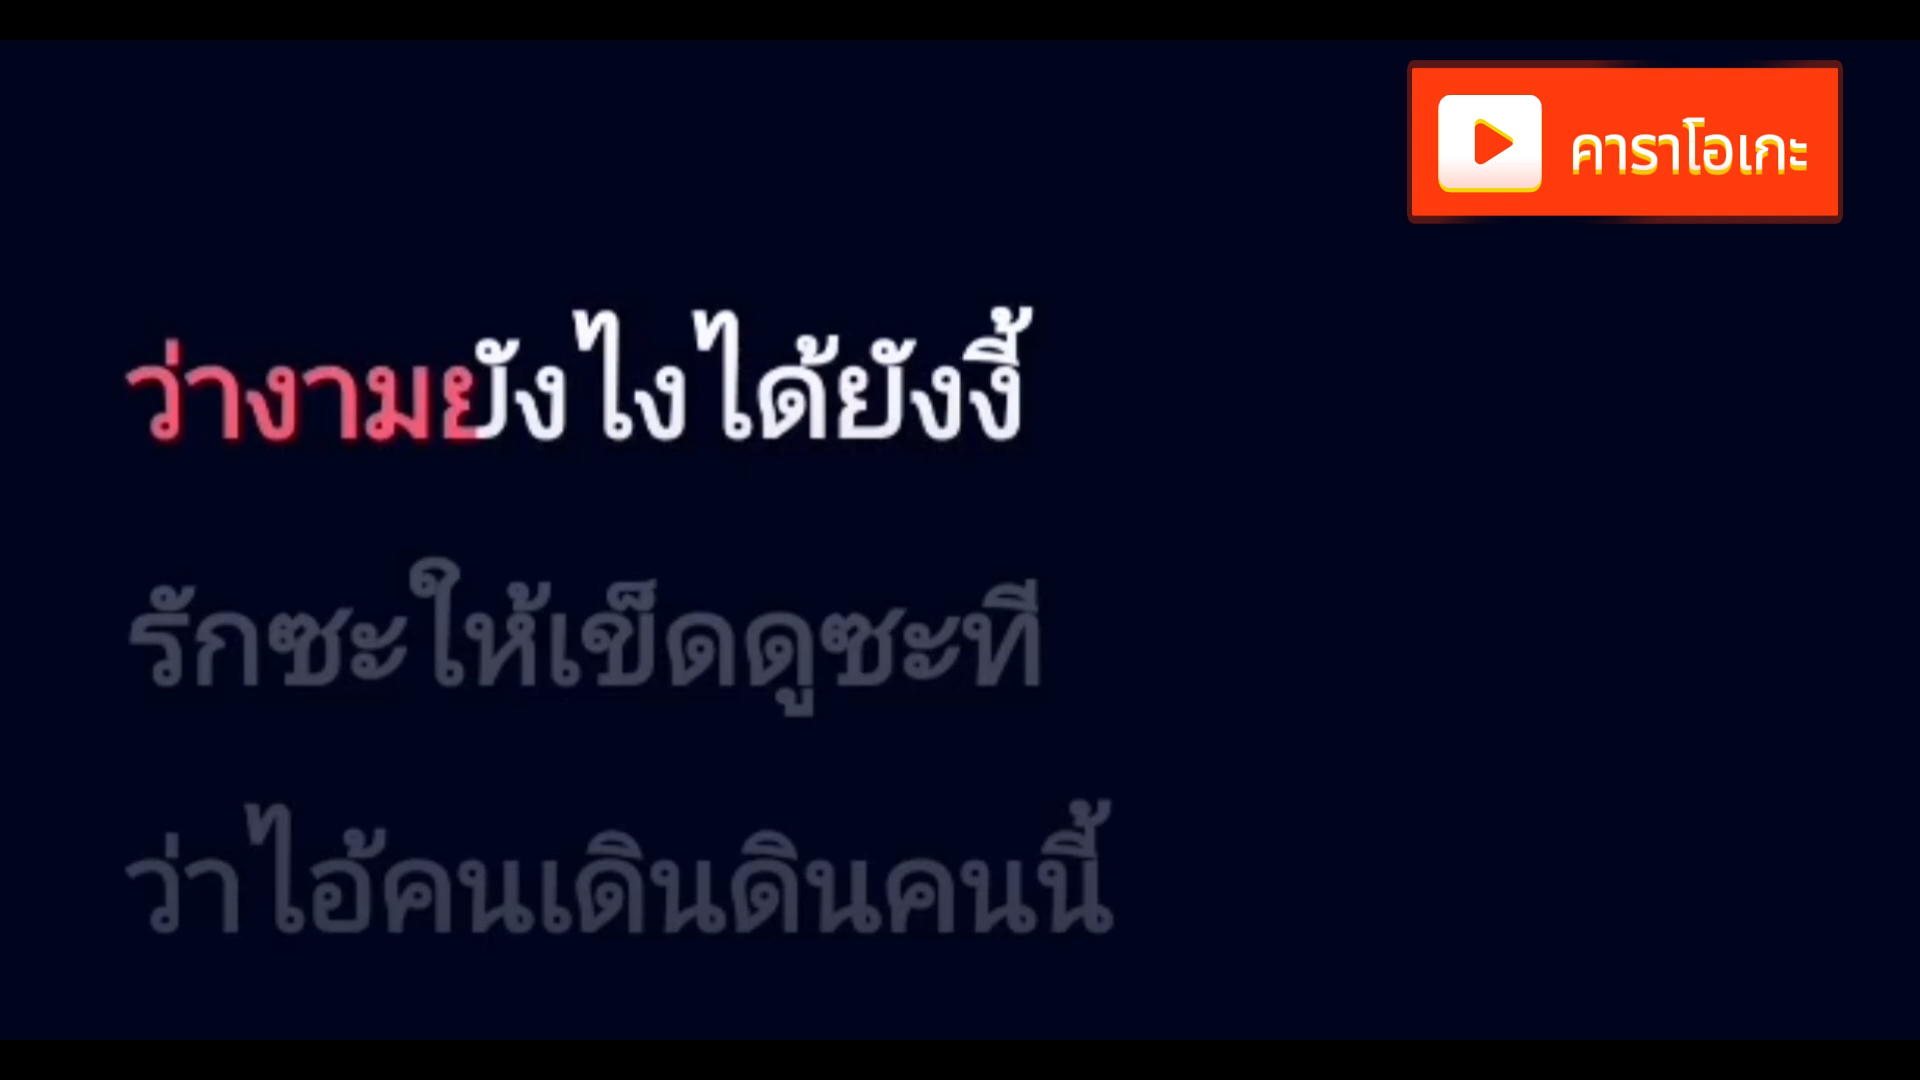 คาราโอเกะ
ว่างามยังไงได้ยังงี้
รักซะให้เข็ดดูซะที
ว่าไอ้คนเดินดินคนนี้